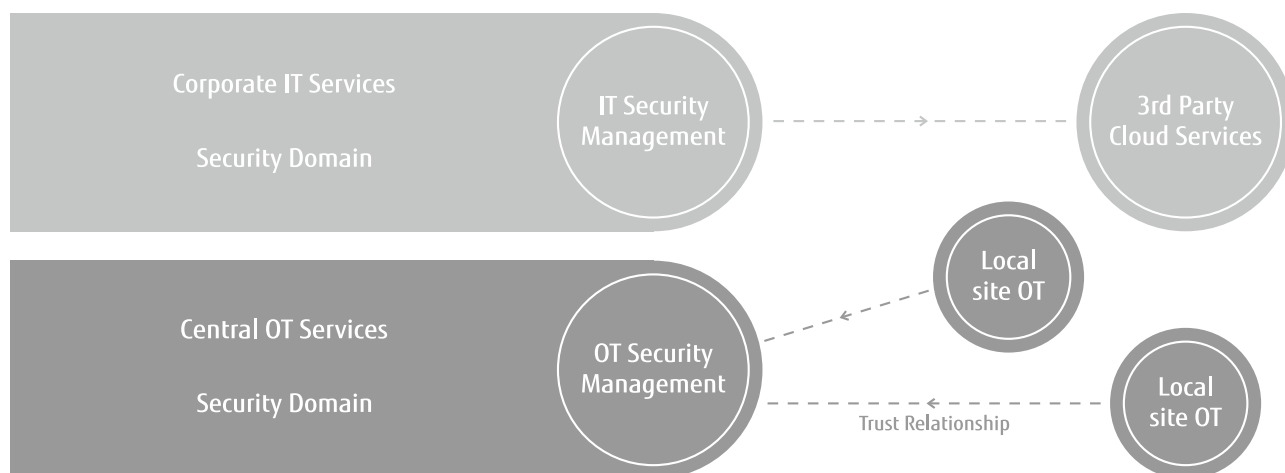 Corporate IT Services
Security Domain
IT Security
Management
3rd Party
Cloud Services
Local
site OT
Central OT Services
Security Domain
OT Security
Management
Local
site OT
Trust Relationship